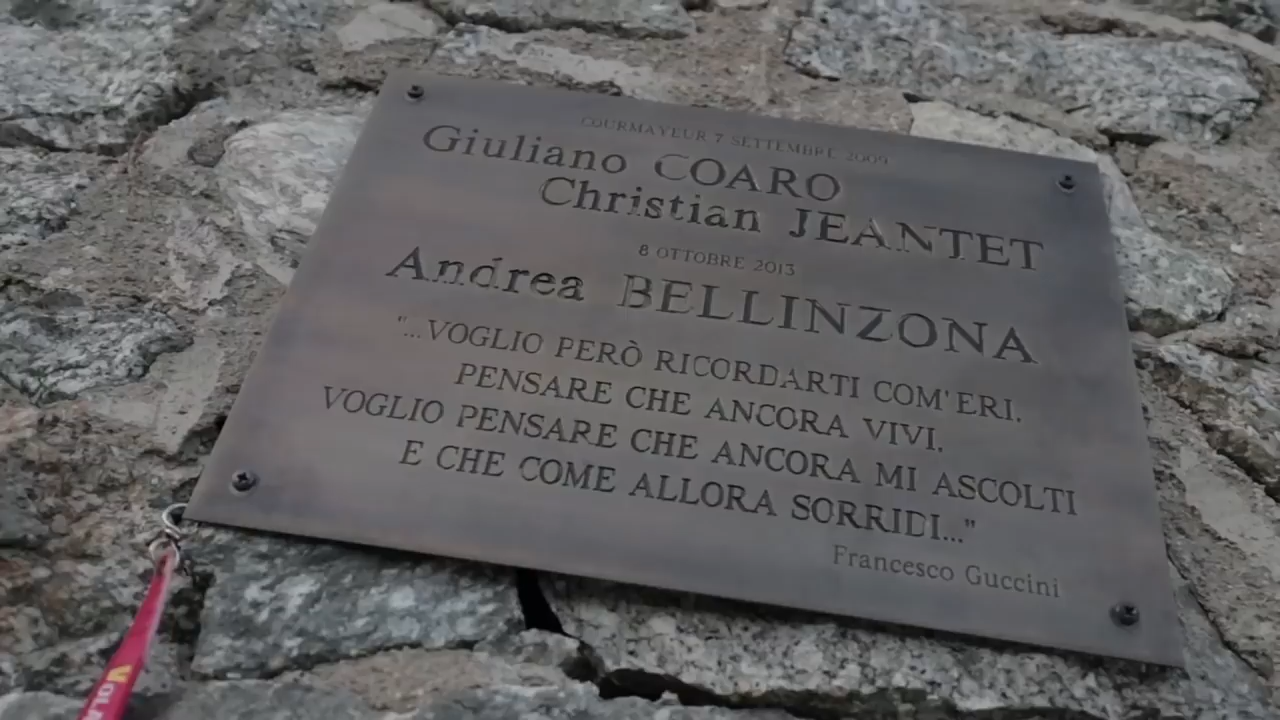 COURMAYEUR 7 SETTEMBRE 2009
Giuliano COARO
Christian JEANTET
8 OTTOBRE 2013
Andrea BELLINZONA
"...VOGLIO PERÒ RICORDARTI COM'ERI,
PENSARE CHE ANCORA VIVI,
VOGLIO PENSARE CHE ANCORA MI ASCOLTI
E CHE COME ALLORA SORRIDI..."
Francesco Guccini